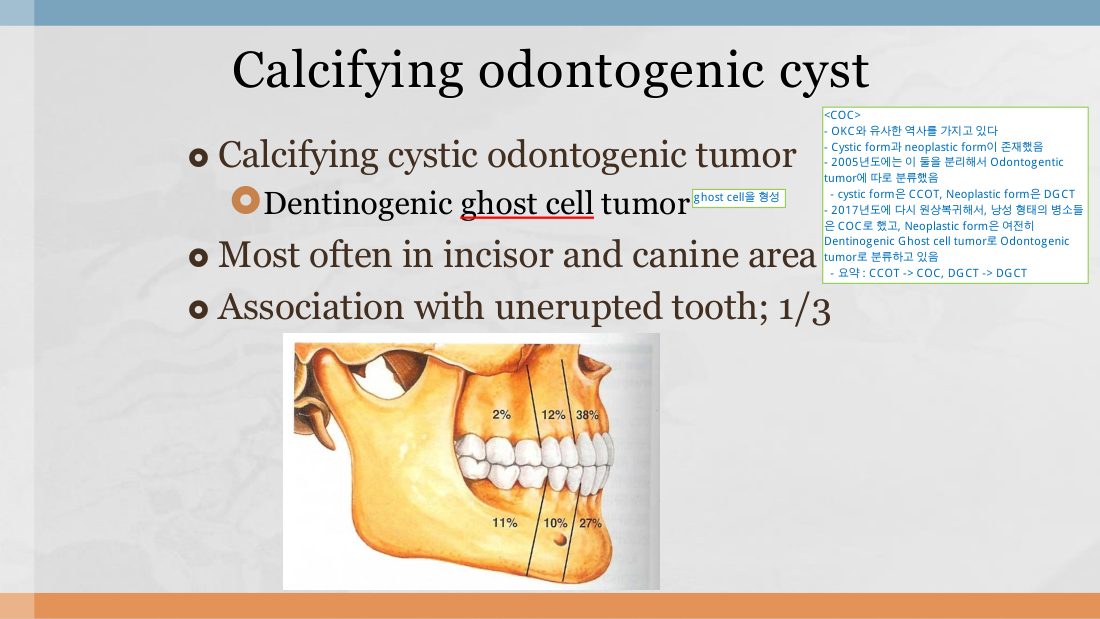 Calcifying odontogenic cyst
Calcifying cystic odontogenic tumor
Dentinogenic ghost cell tumor
ghost cell을 형성
Most often in incisor and canine area
Association with unerupted tooth; 1/3
<COC>
- OKC와 유사한 역사를 가지고 있다
- Cystic form과 neoplastic form이 존재했음
- 2005년도에는 이 둘을 분리해서 Odontogentic
tumor에 따로 분류했음
- cystic form은 CCOT, Neoplastic form은 DGCT
- 2017년도에 다시 원상복귀해서, 낭성 형태의 병소들
은 COC로 했고, Neoplastic form은 여전히
Dentinogenic Ghost cell tumor로 Odontogenic
tumor로 분류하고 있음
- 요약 : CCOT -> COC, DGCT -> DGCT
2% 12% 38%
11% 10% 27%